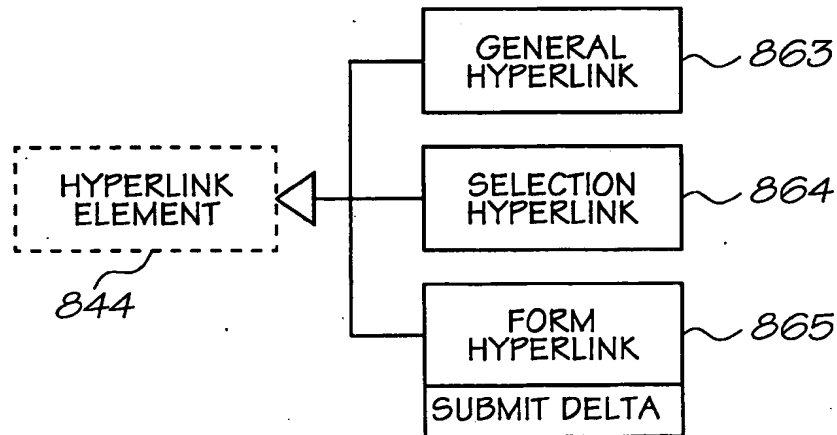 GENERAL
HYPERLINK
863
HYPERLINK
ELEMENT
844
SELECTION
HYPERLINK
864
FORM
HYPERLINK
865
SUBMIT DELTA